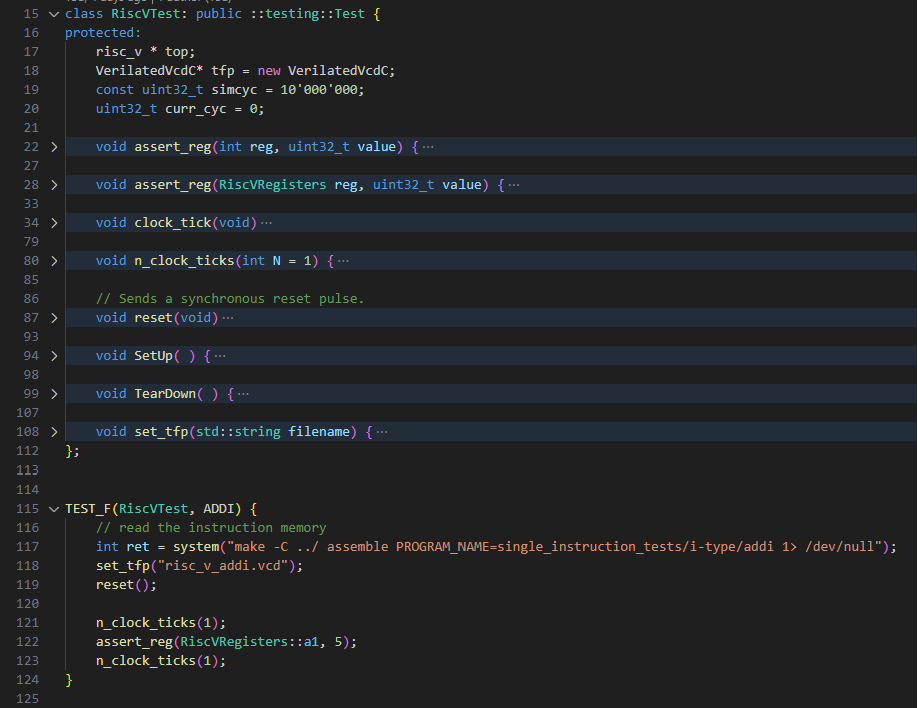 15 class RiscVTest: public ::testing::Test {
16 protected:
17 risc_v * top;
18 VerilatedVcdC* tfp = new VerilatedVcdC;
19 const uint32_t simcyc = 10'000'000;
20 uint32_t curr_cyc = 0;
21
22 void assert_reg(int reg, uint32_t value) { ⋯
27
28 void assert_reg(RiscVRegisters reg, uint32_t value) { ⋯
33
34 void clock_tick(void) ⋯
79
80 void n_clock_ticks(int N = 1) { ⋯
85
86 // Sends a synchronous reset pulse.
87 void reset(void) ⋯
93
94 void SetUp( ) { ⋯
98
99 void TearDown( ) { ⋯
107
108 void set_tfp(std::string filename) { ⋯
112 };
113
114
115 TEST_F(RiscVTest, ADDI) {
116 // read the instruction memory
117 int ret = system("make -C ../ assemble PROGRAM_NAME=single_instruction_tests/i-type/addi 1> /dev/null");
118 set_tfp("risc_v_addi.vcd");
119 reset();
120
121 n_clock_ticks(1);
122 assert_reg(RiscVRegisters::a1, 5);
123 n_clock_ticks(1);
124 }
125